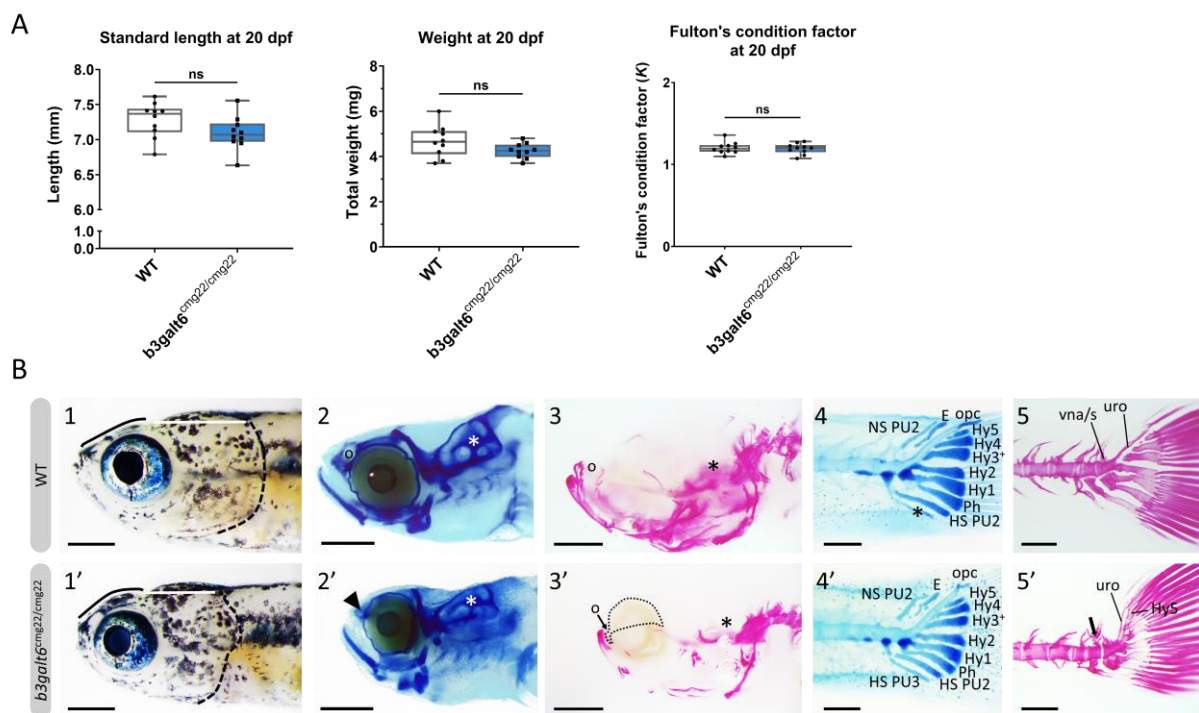 A
Standard length at 20 dpf
Length (mm)
8.0
7.5
7.0
6.5
6.0
1.0
0.0
ns
WT
b3galt6cmg22/cmg22
Weight at 20 dpf
Total weight (mg)
8
6
4
2
0
ns
WT
b3galt6cmg22/cmg22
Fulton's condition factor
at 20 dpf
Fulton's condition factor (K)
2
1
0
ns
WT
b3galt6cmg22/cmg22
B
WT
1
2
o
*
3
o
*
4
NS PU2
E
opc
Hy5
Hy4
Hy3+
Hy2
Hy1
Ph
HS PU2
*
5
vna/s
uro
b3galt6cmg22/cmg22
1’
2’
*
3’
o
*
4’
NS PU2
E
opc
Hy5
Hy4
Hy3+
Hy2
Hy1
Ph
HS PU2
HS PU3
5’
uro
Hy5